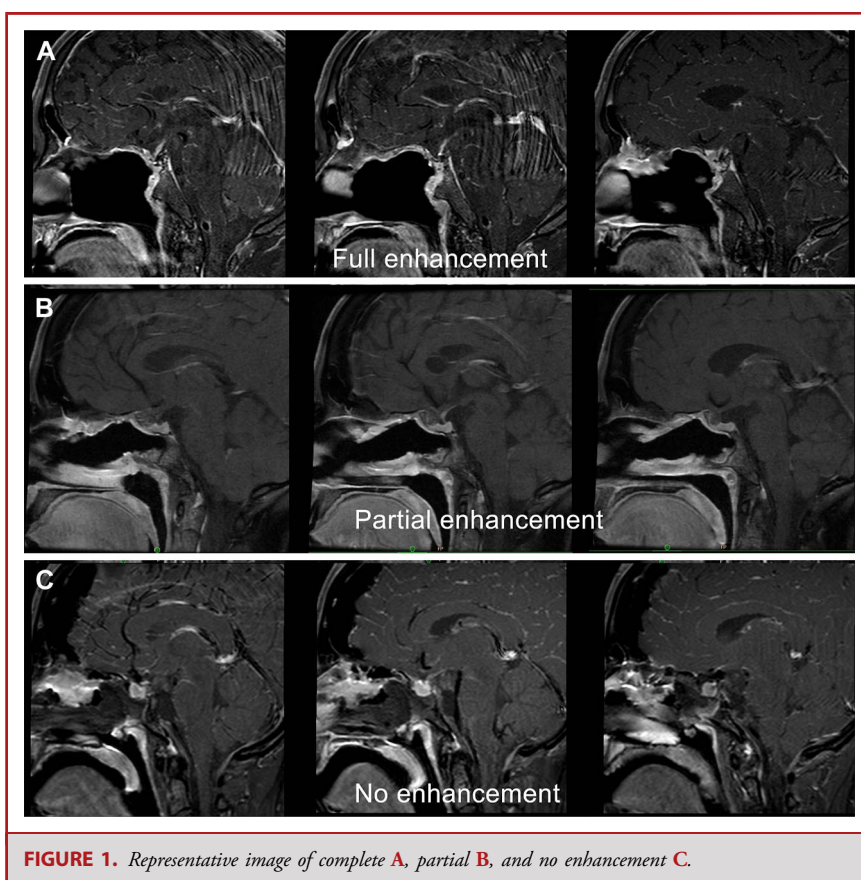 A
Full enhancement
B
Partial enhancement
C
No enhancement
FIGURE 1. Representative image of complete A, partial B, and no enhancement C.